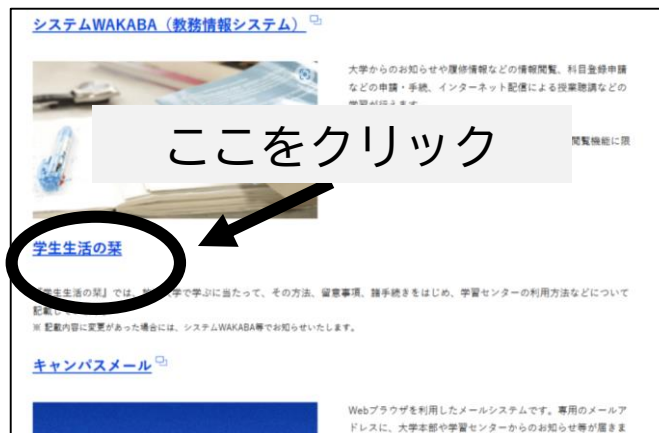 システムWAKABA（教務情報システム）
大学からのお知らせや履修情報などの情報閲覧、科目登録申請
などの申請・手続、インターネット配信による授業聴講などの
ここをクリック
閲覧機能に限
学生生活の栞
学生生活の栞』では、
学で学ぶに当たって、その方法、留意事項、諸手続きをはじめ、学習センターの利用方法などについて
記載し
※ 記載内容に変更があった場合には、システムWAKABA等でお知らせいたします。
キャンパスメール
Webブラウザを利用したメールシステムです。専用のメールア
ドレスに、大学本部や学習センターからのお知らせ等が届きま